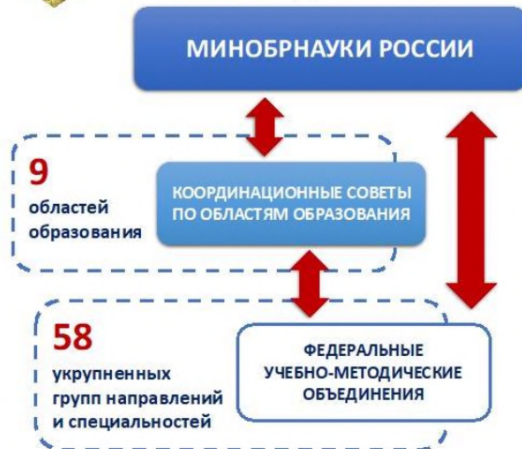 МИНОБРНАУКИ РОССИИ
9
областей
образования
КООРДИНАЦИОННЫЕ СОВЕТЫ
ПО ОБЛАСТЯМ ОБРАЗОВАНИЯ
58
укрупненных
групп направлений
и специальностей
ФЕДЕРАЛЬНЫЕ
УЧЕБНО-МЕТОДИЧЕСКИЕ
ОБЪЕДИНЕНИЯ